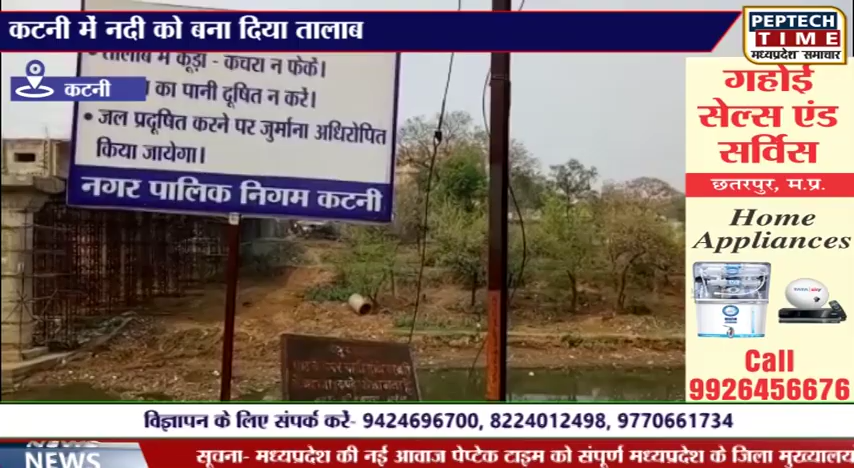 कटनी में नदी को बना दिया तालाब
PEPTECH
TIME
मध्यप्रदेश समाचार
कटनी
• तालाब में कूड़ा - कचरा न फेकें।
का पानी दूषित न करें।
• जल प्रदूषित करने पर जुर्माना अधिरोपित
किया जायेगा।
नगर पालिक निगम कटनी
गहोई
सेल्स एंड
सर्विस
छतरपुर, म.प्र.
Home
Appliances
Call
9926456676
विज्ञापन के लिए संपर्क करें- 9424696700, 8224012498, 9770661734
NEWS
सूचना- मध्यप्रदेश की नई आवाज पेप्टेक टाइम को संपूर्ण मध्यप्रदेश के जिला मुख्यालय